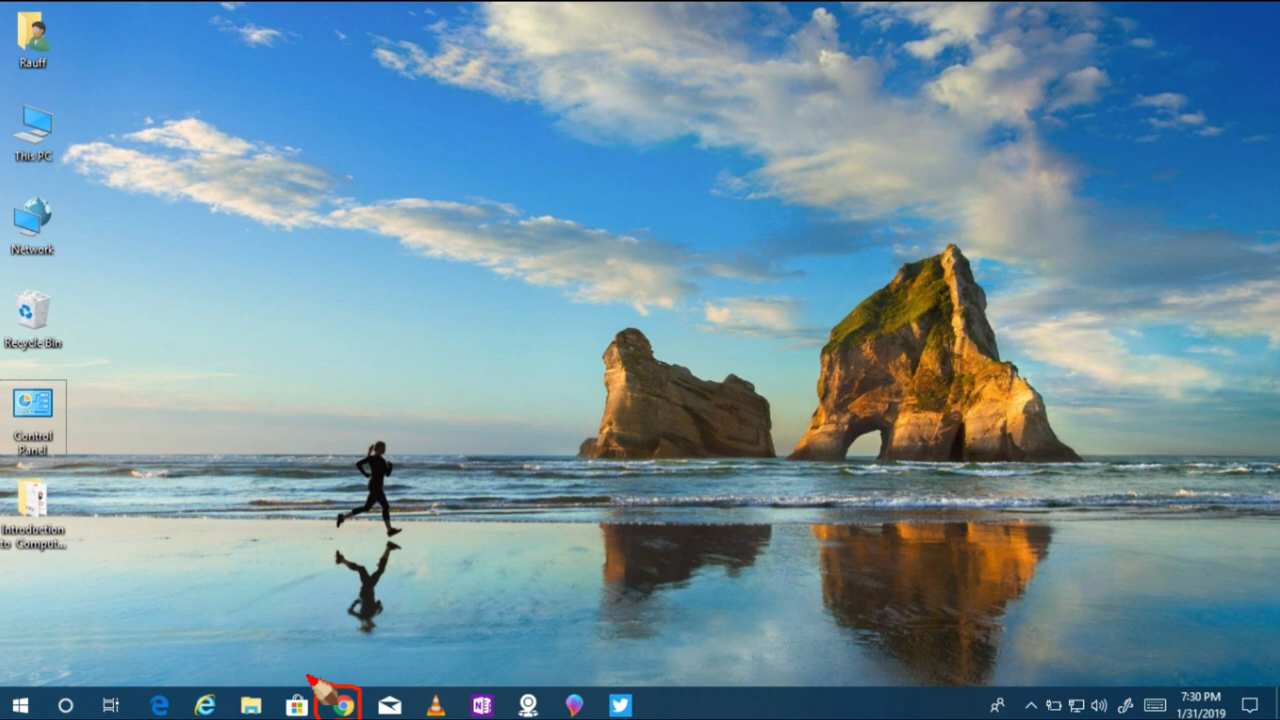 Rauff
This PC
Network
Recycle Bin
Control
Panel
Introduction
to Comput...
7:30 PM
1/31/2019